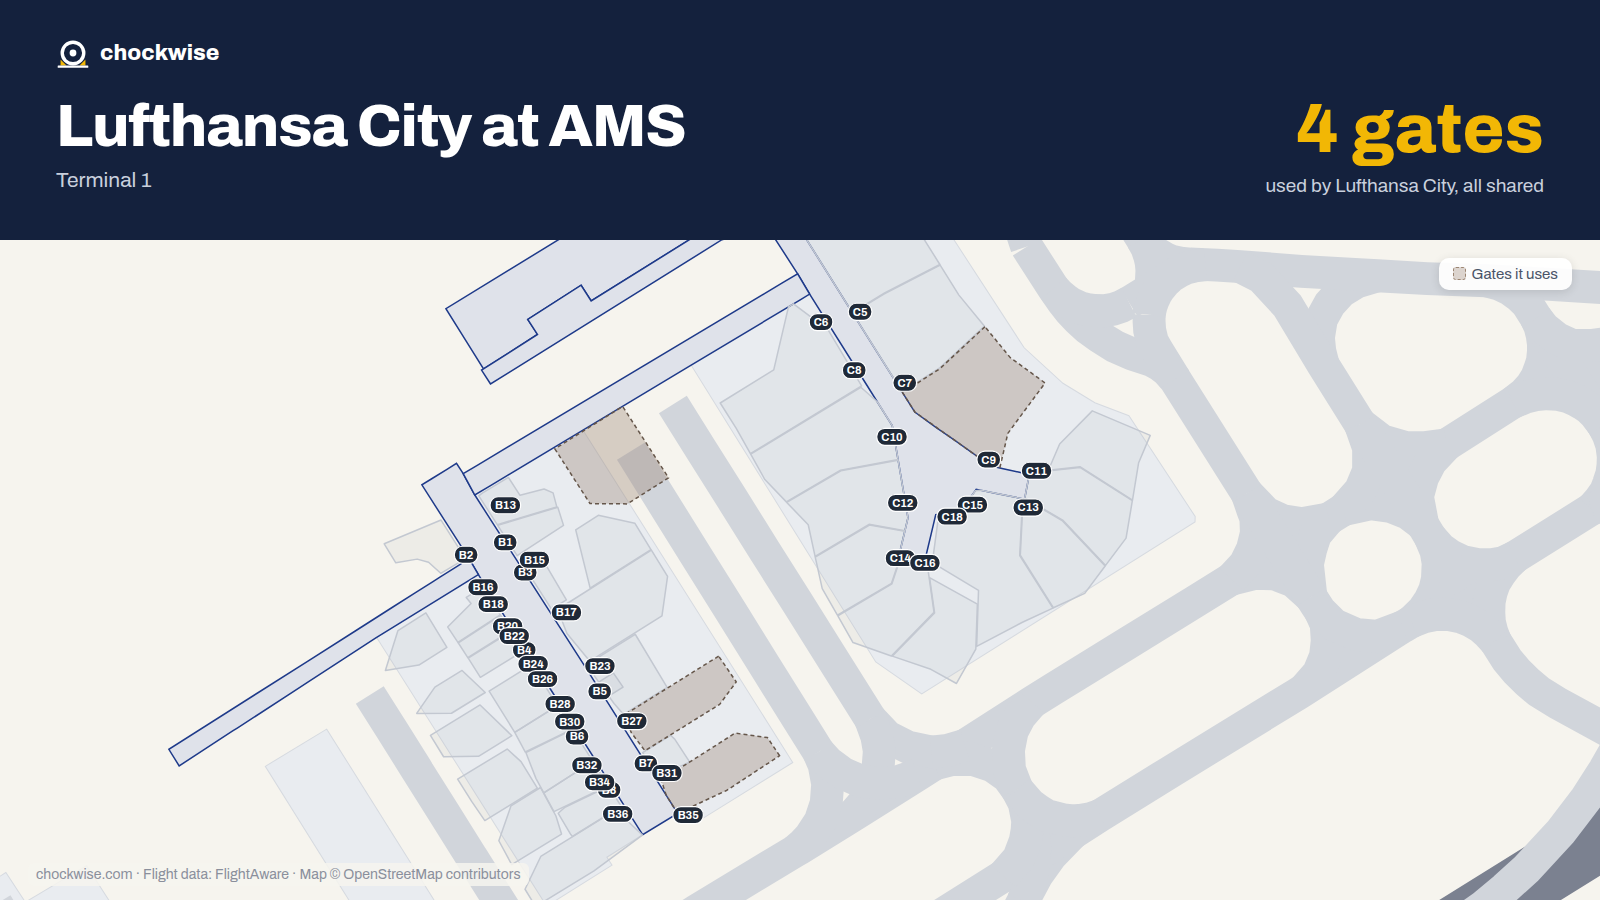 chockwise
Lufthansa City at AMS
Terminal 1
4 gates
used by Lufthansa City, all shared
Gates it uses
C5
C6
C8
C7
C10
C9
C11
C12
C15
C13
C18
C14
C16
B13
B1
B2
B15
B3
B16
B18
B17
B20
B22
B4
B24
B23
B26
B5
B28
B30
B27
B6
B32
B7
B31
B34
B8
B36
B35
chockwise.com · Flight data: FlightAware · Map © OpenStreetMap contributors